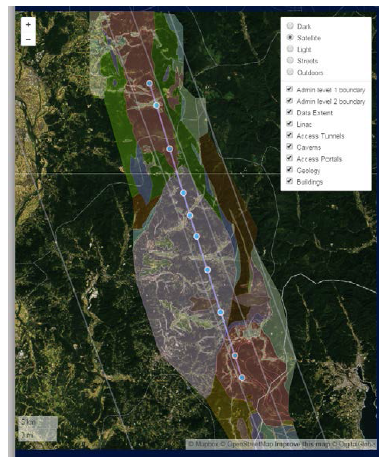 +
−
Dark
Satellite
Light
Streets
Outdoors
Admin level 1 boundary
Admin level 2 boundary
Data Extent
Linac
Access Tunnels
Caverns
Access Portals
Geology
Buildings
© Mapbox © OpenStreetMap Improve this map